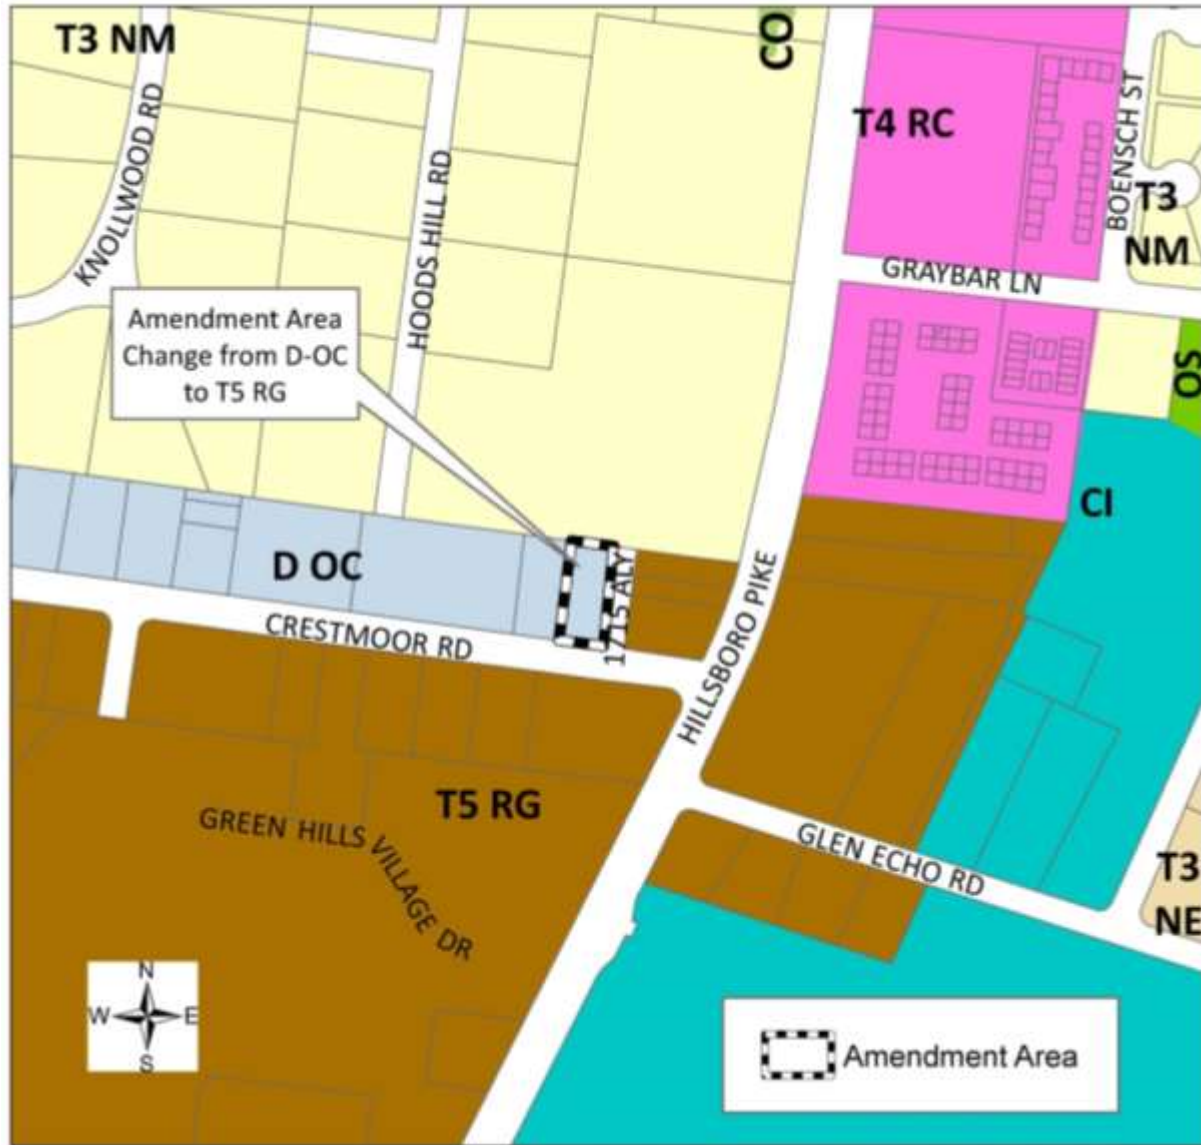 T3 NM
CO
KNOLLWOOD RD
HOODS HILL RD
T4 RC
BOENSCH ST
T3
NM
GRAYBAR LN
Amendment Area
Change from D-OC
to T5 RG
OS
CI
D OC
1715 ALY
CRESTMOOR RD
HILLSBORO PIKE
T5 RG
GREEN HILLS VILLAGE DR
GLEN ECHO RD
T3
NE
N
W E
S
Amendment Area